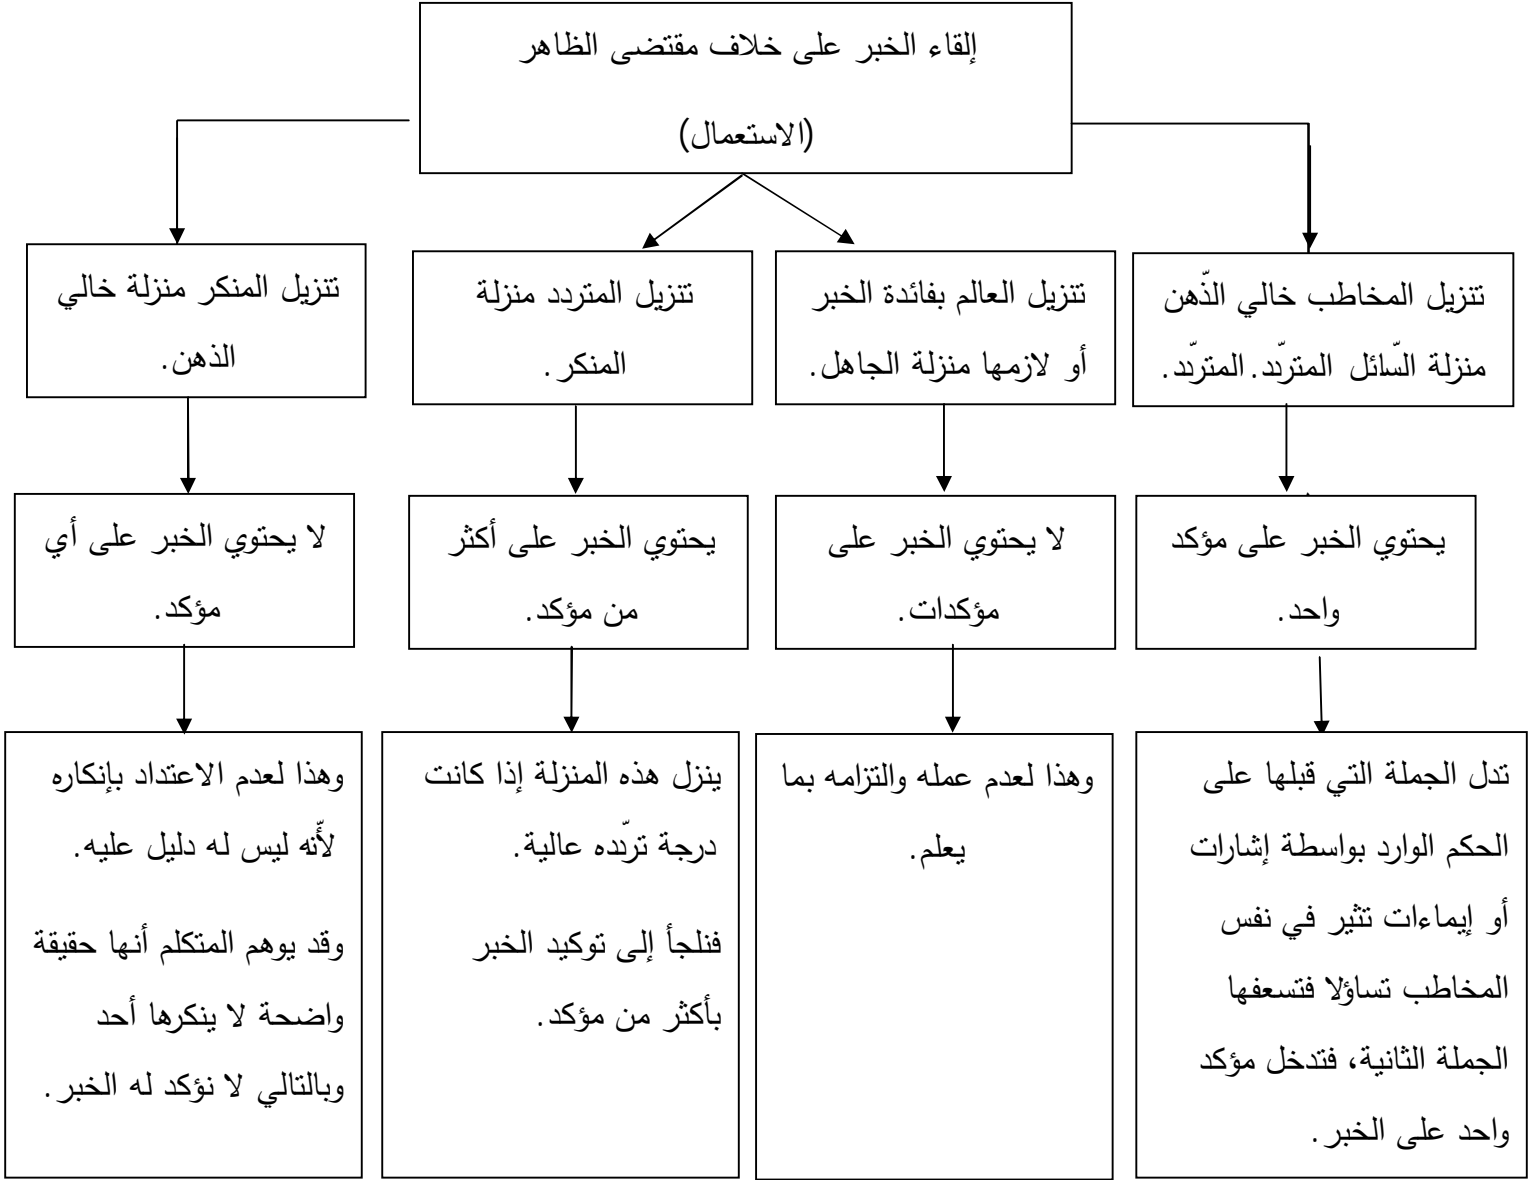 إلقاء الخبر على خلاف مقتضى الظاهر
(الاستعمال)
تنزيل المخاطب خالي الذّهن
منزلة السّائل المتردّد. المتردّد.
تنزيل العالم بفائدة الخبر
أو لازمها منزلة الجاهل.
تنزيل المتردد منزلة
المنكر.
تنزيل المنكر منزلة خالي
الذهن.
يحتوي الخبر على مؤكد
واحد.
لا يحتوي الخبر على
مؤكدات.
يحتوي الخبر على أكثر
من مؤكد.
لا يحتوي الخبر على أي
مؤكد.
تدل الجملة التي قبلها على
الحكم الوارد بواسطة إشارات
أو إيماءات تثير في نفس
المخاطب تساؤلا فتسعفها
الجملة الثانية، فتدخل مؤكد
واحد على الخبر.
وهذا لعدم عمله والتزامه بما
يعلم.
ينزل هذه المنزلة إذا كانت
درجة تردّده عالية.
فنلجأ إلى توكيد الخبر
بأكثر من مؤكد.
وهذا لعدم الاعتداد بإنكاره
لأنّه ليس له دليل عليه.
وقد يوهم المتكلم أنها حقيقة
واضحة لا ينكرها أحد
وبالتالي لا نؤكد له الخبر.